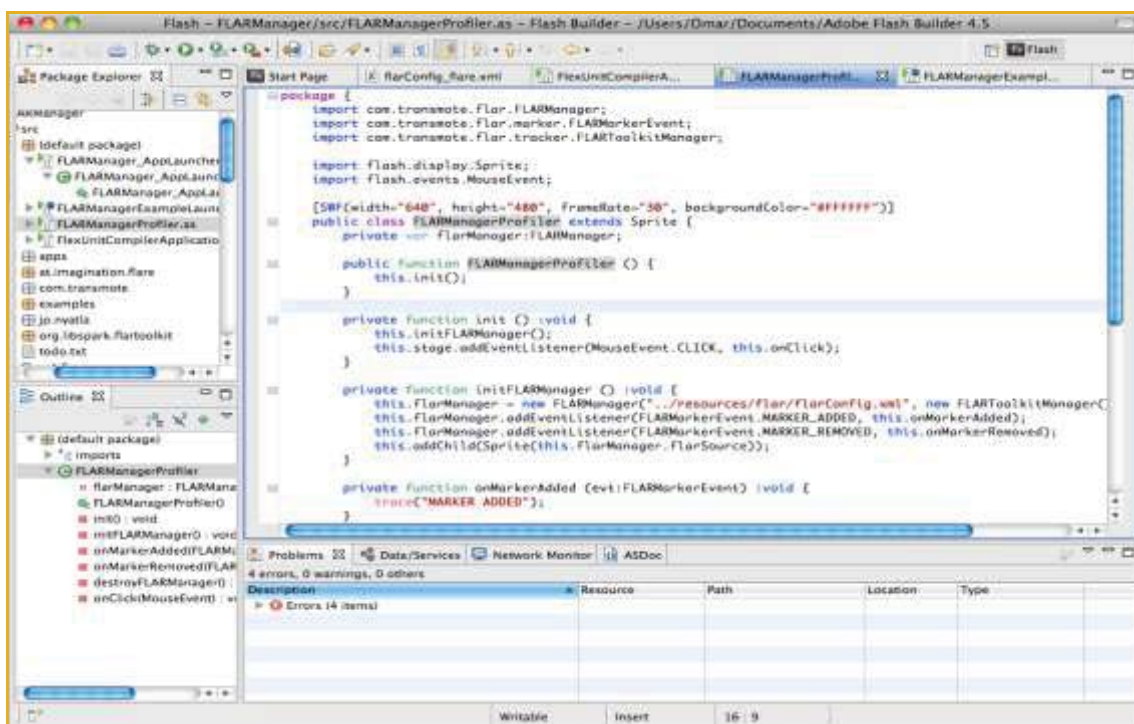 Flash - FLARManager/src/FLARManagerProfiler.as - Flash Builder - /Users/Omar/Documents/Adobe Flash Builder 4.5
Flash
Package Explorer
Start Page
flarConfig_flare.xml
FlexUnitCompilerA...
FLARManagerProfi...
FLARManagerExampl...
ARManager
src
(default package)
FLARManager_AppLauncher
FLARManager_AppLaunc
FLARManager_AppLau
FLARManagerExampleLaun
FLARManagerProfiler.as
FlexUnitCompilerApplicatio
apps
at.imagination.flare
com.transmote
examples
jp.nyatla
org.libspark.flartoolkit
todo.txt
package {
import com.transmote.flar.FLARManager;
import com.transmote.flar.marker.FLARMarkerEvent;
import com.transmote.flar.tracker.FLARToolkitManager;
import flash.display.Sprite;
import flash.events.MouseEvent;
[SWF(width="640", height="480", frameRate="30", backgroundColor="#FFFFFF")]
public class FLARManagerProfiler extends Sprite {
private var flarManager:FLARManager;
public function FLARManagerProfiler () {
this.init();
}
private function init () :void {
this.initFLARManager();
this.stage.addEventListener(MouseEvent.CLICK, this.onClick);
}
private function initFLARManager () :void {
this.flarManager = new FLARManager("../resources/flar/flarConfig.xml", new FLARToolkitManager(
this.flarManager.addEventListener(FLARMarkerEvent.MARKER_ADDED, this.onMarkerAdded);
this.flarManager.addEventListener(FLARMarkerEvent.MARKER_REMOVED, this.onMarkerRemoved);
this.addChild(Sprite(this.flarManager.flarSource));
}
private function onMarkerAdded (evt:FLARMarkerEvent) :void {
trace("MARKER ADDED");
}
Outline
(default package)
imports
FLARManagerProfiler
flarManager : FLARMana
FLARManagerProfiler()
init() : void
initFLARManager() : void
onMarkerAdded(FLARMa
onMarkerRemoved(FLAR
destroyFLARManager() :
onClick(MouseEvent) : vo
Problems
Data/Services
Network Monitor
ASDoc
4 errors, 0 warnings, 0 others
Description
Resource
Path
Location
Type
Errors (4 items)
Writable
Insert
16 : 9